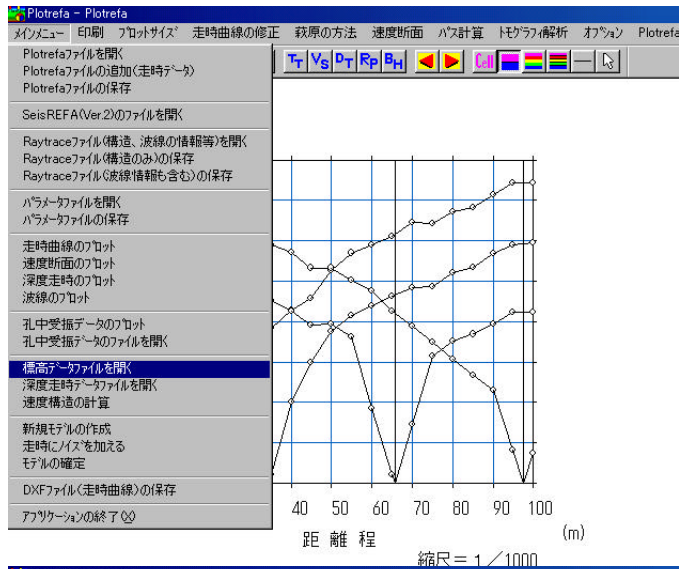 Plotrefa - Plotrefa
メインメニュー 印刷 プロットサイズ 走時曲線の修正 萩原の方法 速度断面 パス計算 トモグラフィ解析 オプション Plotrefa
Plotrefaファイルを開く
Plotrefaファイルの追加(走時データ)
Plotrefaファイルの保存
TT VS DT RP BH Cell
SeisREFA(Ver.2)のファイルを開く
Raytraceファイル(構造、波線の情報等)を開く
Raytraceファイル(構造のみ)の保存
Raytraceファイル(波線情報も含む)の保存
パラメータファイルを開く
パラメータファイルの保存
走時曲線のプロット
速度断面のプロット
深度走時のプロット
波線のプロット
孔中受振データのプロット
孔中受振データのファイルを開く
標高データファイルを開く
深度走時データファイルを開く
速度構造の計算
新規モデルの作成
走時にノイズを加える
モデルの確定
DXFファイル(走時曲線)の保存
アプリケーションの終了(X)
40 50 60 70 80 90 100
距 離 程 (m)
縮尺=1/1000